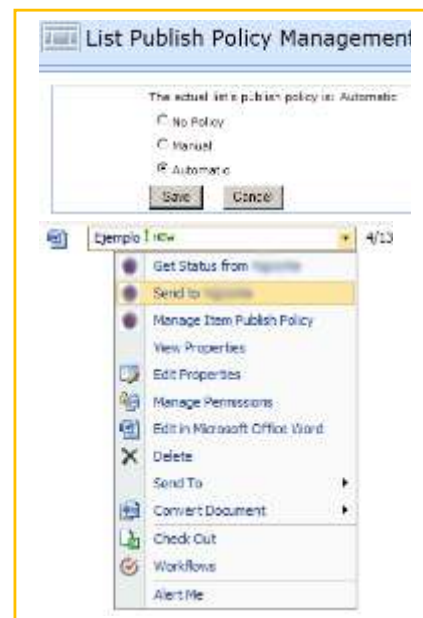 List Publish Policy Management
The actual list's publish policy is: Automatic
No Policy
Manual
Automatic
Save Cancel
Ejemplo ! NEW 4/13
Get Status from
Send to
Manage Item Publish Policy
View Properties
Edit Properties
Manage Permissions
Edit in Microsoft Office Word
Delete
Send To
Convert Document
Check Out
Workflows
Alert Me